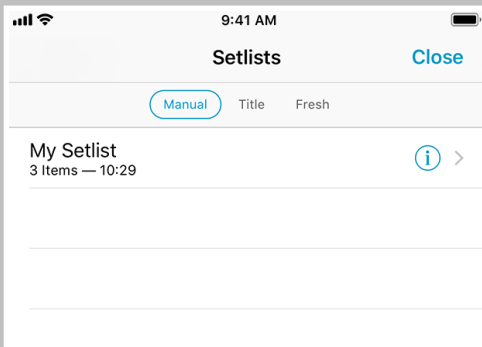 9:41 AM
Setlists
Close
Manual
Title
Fresh
My Setlist
3 Items — 10:29
i